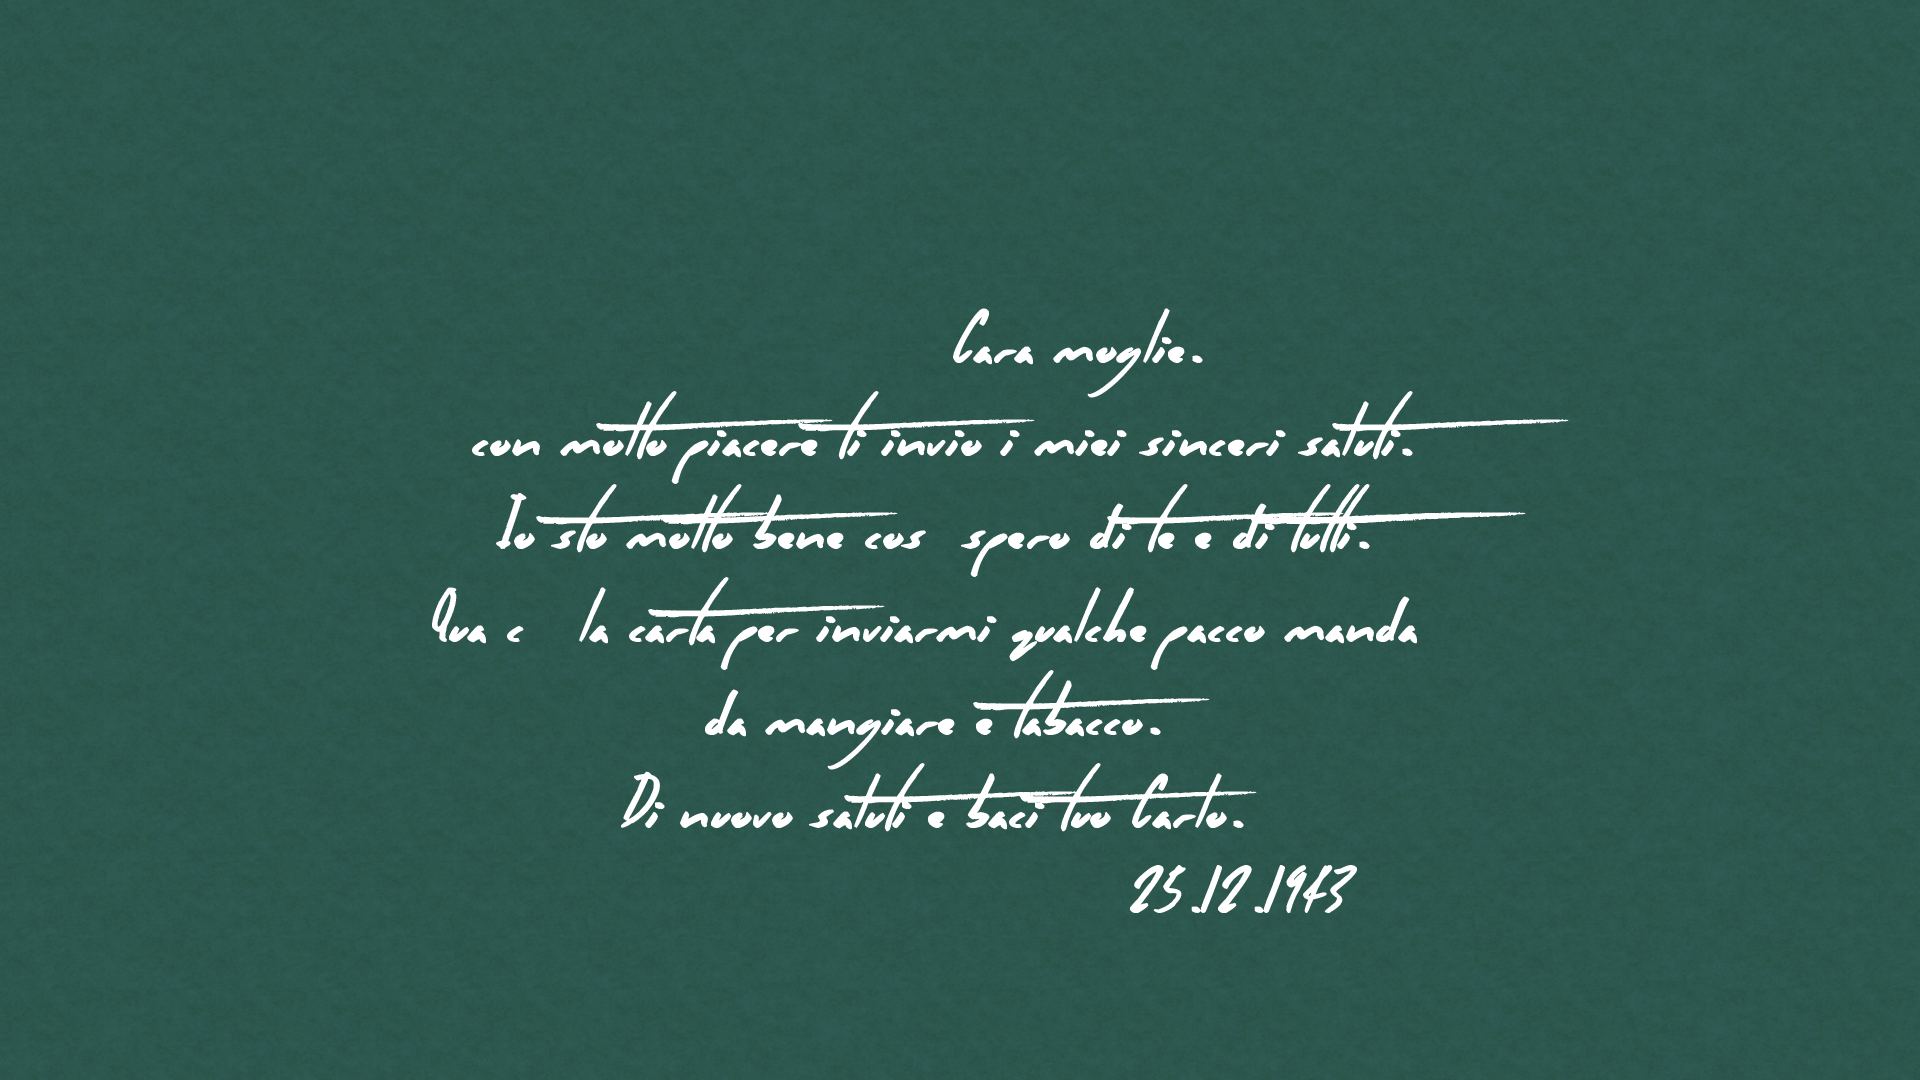 Cara moglie.
con molto piacere ti invio i miei sinceri saluti.
Io sto molto bene cos spero di te e di tutti.
Qua c la carta per inviarmi qualche pacco manda
da mangiare e tabacco.
Di nuovo saluti e baci tuo Carlo.
25.12.1943